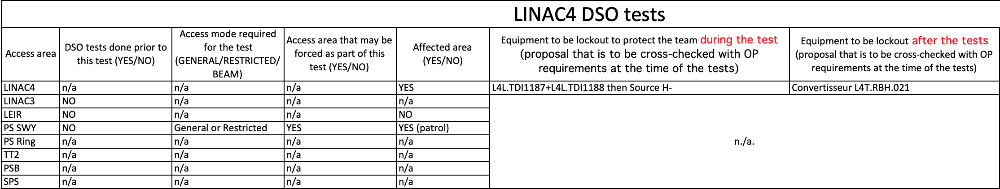 LINAC4 DSO tests
Access area
DSO tests done prior to
this test (YES/NO)
Access mode required
for the test
(GENERAL/RESTRICTED/
BEAM)
Access area that may be
forced as part of this
test (YES/NO)
Affected area
(YES/NO)
Equipment to be lockout to protect the team during the test
(proposal that is to be cross-checked with OP
requirements at the time of the tests)
Equipment to be lockout after the tests
(proposal that is to be cross-checked with OP
requirements at the time of the tests)
LINAC4 n/a n/a n/a YES L4L.TDI1187+L4L.TDI1188 then Source H- Convertisseur L4T.RBH.021
LINAC3 NO n/a n/a n/a
LEIR NO n/a n/a NO
PS SWY NO General or Restricted YES YES (patrol)
PS Ring n/a n/a n/a n/a n./a.
TT2 n/a n/a n/a n/a
PSB n/a n/a n/a n/a
SPS n/a n/a n/a n/a